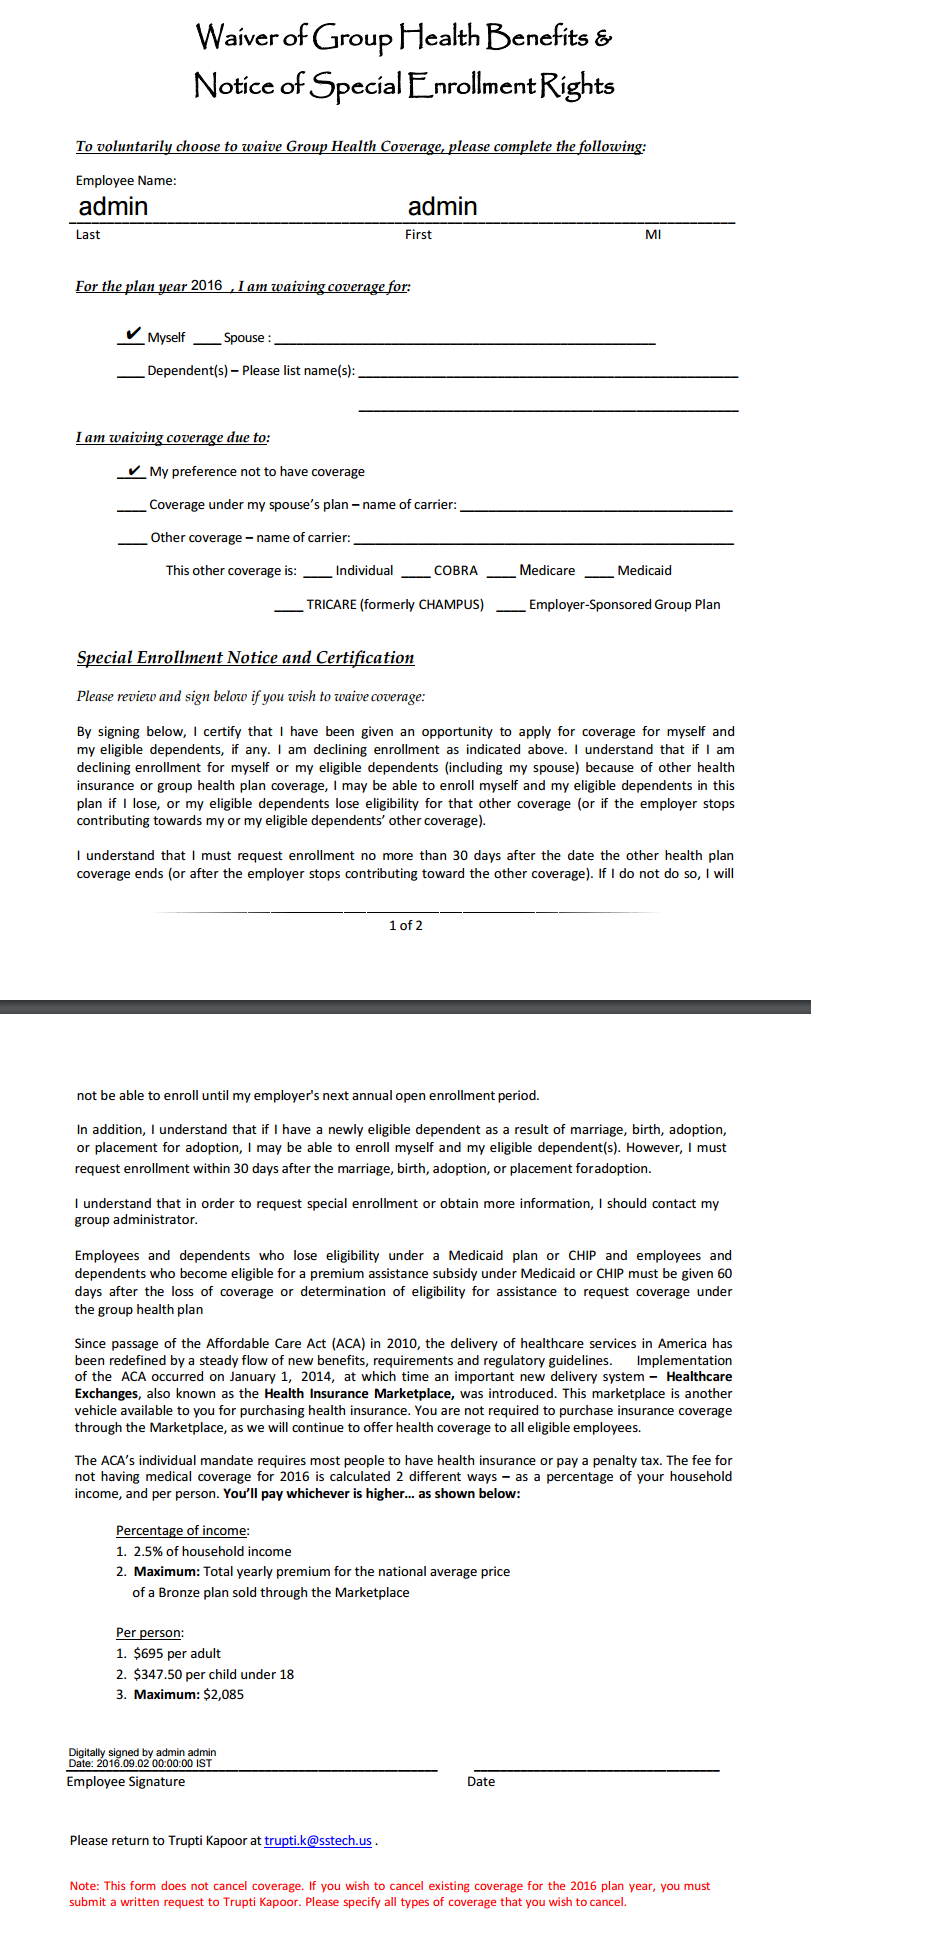 Waiver of Group Health Benefits &
Notice of Special Enrollment Rights
To voluntarily choose to waive Group Health Coverage, please complete the following:
Employee Name:
admin admin
Last First MI
For the plan year 2016 , I am waiving coverage for:
✔ Myself ____ Spouse : ____
____ Dependent(s) – Please list name(s): ____
I am waiving coverage due to:
✔ My preference not to have coverage
____ Coverage under my spouse's plan – name of carrier: ____
____ Other coverage – name of carrier: ____
This other coverage is: ____ Individual ____ COBRA ____ Medicare ____ Medicaid
____ TRICARE (formerly CHAMPUS) ____ Employer-Sponsored Group Plan
Special Enrollment Notice and Certification
Please review and sign below if you wish to waive coverage:
By signing below, I certify that I have been given an opportunity to apply for coverage for myself and
my eligible dependents, if any. I am declining enrollment as indicated above. I understand that if I am
declining enrollment for myself or my eligible dependents (including my spouse) because of other health
insurance or group health plan coverage, I may be able to enroll myself and my eligible dependents in this
plan if I lose, or my eligible dependents lose eligibility for that other coverage (or if the employer stops
contributing towards my or my eligible dependents' other coverage).
I understand that I must request enrollment no more than 30 days after the date the other health plan
coverage ends (or after the employer stops contributing toward the other coverage). If I do not do so, I will
1 of 2
not be able to enroll until my employer's next annual open enrollment period.
In addition, I understand that if I have a newly eligible dependent as a result of marriage, birth, adoption,
or placement for adoption, I may be able to enroll myself and my eligible dependent(s). However, I must
request enrollment within 30 days after the marriage, birth, adoption, or placement foradoption.
I understand that in order to request special enrollment or obtain more information, I should contact my
group administrator.
Employees and dependents who lose eligibility under a Medicaid plan or CHIP and employees and
dependents who become eligible for a premium assistance subsidy under Medicaid or CHIP must be given 60
days after the loss of coverage or determination of eligibility for assistance to request coverage under
the group health plan
Since passage of the Affordable Care Act (ACA) in 2010, the delivery of healthcare services in America has
been redefined by a steady flow of new benefits, requirements and regulatory guidelines. Implementation
of the ACA occurred on January 1, 2014, at which time an important new delivery system – Healthcare
Exchanges, also known as the Health Insurance Marketplace, was introduced. This marketplace is another
vehicle available to you for purchasing health insurance. You are not required to purchase insurance coverage
through the Marketplace, as we will continue to offer health coverage to all eligible employees.
The ACA's individual mandate requires most people to have health insurance or pay a penalty tax. The fee for
not having medical coverage for 2016 is calculated 2 different ways – as a percentage of your household
income, and per person. You'll pay whichever is higher... as shown below:
Percentage of income:
1. 2.5% of household income
2. Maximum: Total yearly premium for the national average price
of a Bronze plan sold through the Marketplace
Per person:
1. $695 per adult
2. $347.50 per child under 18
3. Maximum: $2,085
Digitally signed by admin admin
Date: 2016.09.02 00:00:00 IST
Employee Signature Date
Please return to Trupti Kapoor at trupti.k@sstech.us .
Note: This form does not cancel coverage. If you wish to cancel existing coverage for the 2016 plan year, you must
submit a written request to Trupti Kapoor. Please specify all types of coverage that you wish to cancel.